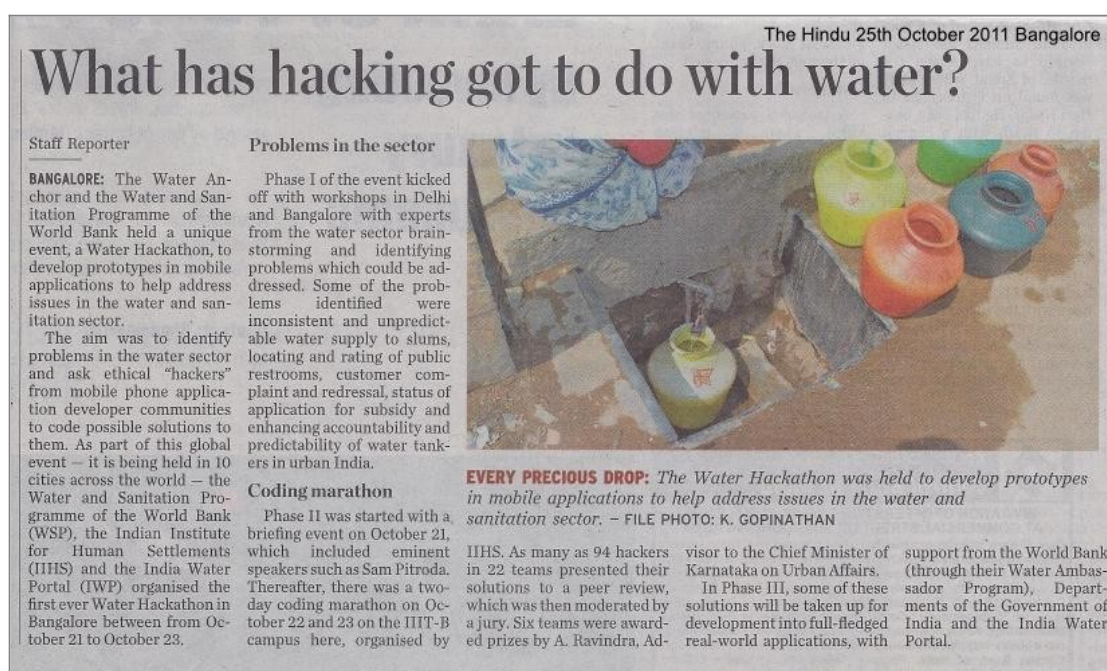 The Hindu 25th October 2011 Bangalore
What has hacking got to do with water?
Staff Reporter
BANGALORE: The Water An-
chor and the Water and San-
itation Programme of the
World Bank held a unique
event, a Water Hackathon, to
develop prototypes in mobile
applications to help address
issues in the water and san-
itation sector.
The aim was to identify
problems in the water sector
and ask ethical “hackers”
from mobile phone applica-
tion developer communities
to code possible solutions to
them. As part of this global
event — it is being held in 10
cities across the world — the
Water and Sanitation Pro-
gramme of the World Bank
(WSP), the Indian Institute
for Human Settlements
(IIHS) and the India Water
Portal (IWP) organised the
first ever Water Hackathon in
Bangalore between from Oc-
tober 21 to October 23.
Problems in the sector
Phase I of the event kicked
off with workshops in Delhi
and Bangalore with experts
from the water sector brain-
storming and identifying
problems which could be ad-
dressed. Some of the prob-
lems identified were
inconsistent and unpredict-
able water supply to slums,
locating and rating of public
restrooms, customer com-
plaint and redressal, status of
application for subsidy and
enhancing accountability and
predictability of water tank-
ers in urban India.
Coding marathon
Phase II was started with a
briefing event on October 21,
which included eminent
speakers such as Sam Pitroda.
Thereafter, there was a two-
day coding marathon on Oc-
tober 22 and 23 on the IIIT-B
campus here, organised by
EVERY PRECIOUS DROP: The Water Hackathon was held to develop prototypes
in mobile applications to help address issues in the water and
sanitation sector. – FILE PHOTO: K. GOPINATHAN
IIHS. As many as 94 hackers
in 22 teams presented their
solutions to a peer review,
which was then moderated by
a jury. Six teams were award-
ed prizes by A. Ravindra, Ad-
visor to the Chief Minister of
Karnataka on Urban Affairs.
In Phase III, some of these
solutions will be taken up for
development into full-fledged
real-world applications, with
support from the World Bank
(through their Water Ambas-
sador Program), Depart-
ments of the Government of
India and the India Water
Portal.